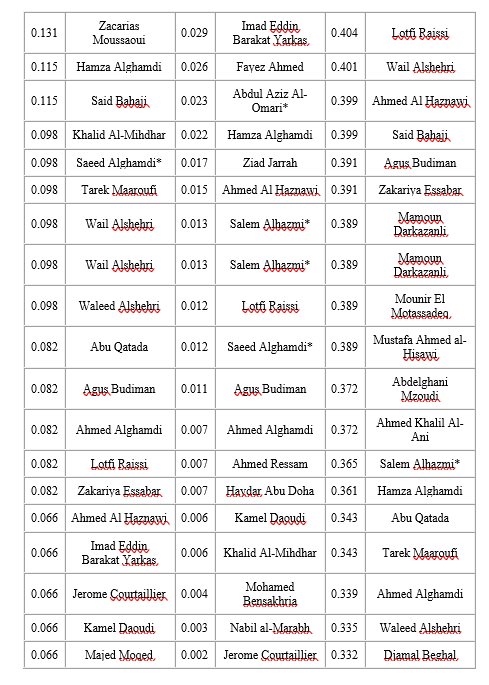 0.131 Zacarias Moussaoui 0.029 Imad Eddin Barakat Yarkas 0.404 Lotfi Raissi
0.115 Hamza Alghamdi 0.026 Fayez Ahmed 0.401 Wail Alshehri
0.115 Said Bahaji 0.023 Abdul Aziz Al-Omari* 0.399 Ahmed Al Haznawi
0.098 Khalid Al-Mihdhar 0.022 Hamza Alghamdi 0.399 Said Bahaji
0.098 Saeed Alghamdi* 0.017 Ziad Jarrah 0.391 Agus Budiman
0.098 Tarek Maaroufi 0.015 Ahmed Al Haznawi 0.391 Zakariya Essabar
0.098 Wail Alshehri 0.013 Salem Alhazmi* 0.389 Mamoun Darkazanli
0.098 Wail Alshehri 0.013 Salem Alhazmi* 0.389 Mamoun Darkazanli
0.098 Waleed Alshehri 0.012 Lotfi Raissi 0.389 Mounir El Motassadeq
0.082 Abu Qatada 0.012 Saeed Alghamdi* 0.389 Mustafa Ahmed al-Hisawi
0.082 Agus Budiman 0.011 Agus Budiman 0.372 Abdelghani Mzoudi
0.082 Ahmed Alghamdi 0.007 Ahmed Alghamdi 0.372 Ahmed Khalil Al-Ani
0.082 Lotfi Raissi 0.007 Ahmed Ressam 0.365 Salem Alhazmi*
0.082 Zakariya Essabar 0.007 Haydar Abu Doha 0.361 Hamza Alghamdi
0.066 Ahmed Al Haznawi 0.006 Kamel Daoudi 0.343 Abu Qatada
0.066 Imad Eddin Barakat Yarkas 0.006 Khalid Al-Mihdhar 0.343 Tarek Maaroufi
0.066 Jerome Courtaillier 0.004 Mohamed Bensakhria 0.339 Ahmed Alghamdi
0.066 Kamel Daoudi 0.003 Nabil al-Marabh 0.335 Waleed Alshehri
0.066 Majed Moqed 0.002 Jerome Courtaillier 0.332 Djamal Beghal